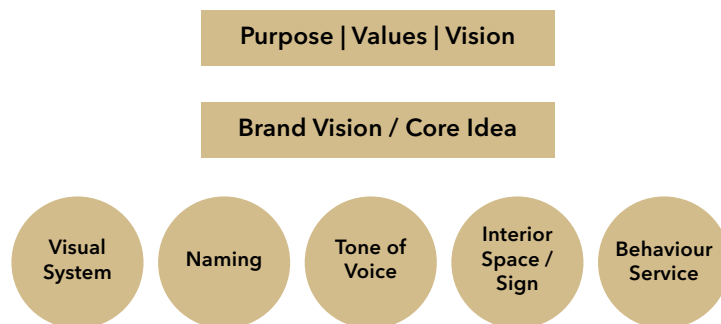 Purpose | Values | Vision
Brand Vision / Core Idea
Visual
System
Naming
Tone of
Voice
Interior
Space /
Sign
Behaviour
Service